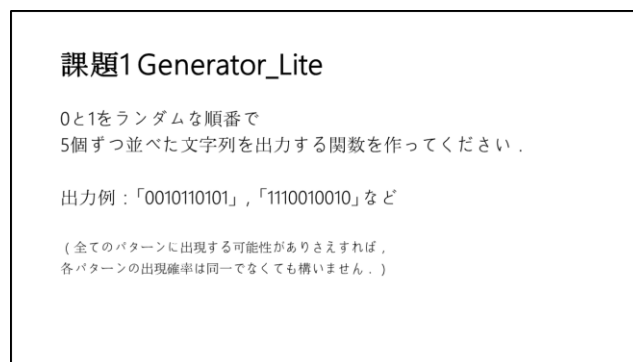 課題1 Generator_Lite
0と1をランダムな順番で
5個ずつ並べた文字列を出力する関数を作ってください．
出力例：「0010110101」,「1110010010」など
(全てのパターンに出現する可能性がありさえすれば，
各パターンの出現確率は同一でなくても構いません．)